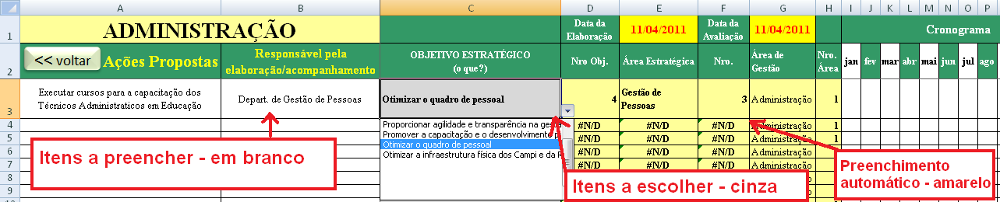 A B C D E F G H I J K L M N O P
1 ADMINISTRAÇÃO Data da Elaboração 11/04/2011 Data da Avaliação 11/04/2011 Cronograma
2 << voltar Ações Propostas Responsável pela elaboração/acompanhamento OBJETIVO ESTRATÉGICO (o que?) Nro Obj. Área Estratégica Nro. Área de Gestão Nro. Área jan fev mar abr mai jun jul ago
3 Executar cursos para a capacitação dos Técnicos Administraticos em Educação Depart. de Gestão de Pessoas Otimizar o quadro de pessoal 4 Gestão de Pessoas 3 Administração 1
4 Proporcionar agilidade e transparência na gestã #N/D #N/D #N/D Administração 1
5 Promover a capacitação e o desenvolvimento p #N/D #N/D #N/D Administração 1
6 Otimizar o quadro de pessoal #N/D #N/D #N/D Administração
Otimizar a infraestrutura física dos Campi e da R
7 #N/D #N/D #N/D Administração
8
9
Itens a preencher - em branco
Itens a escolher - cinza
Preenchimento
automático - amarelo